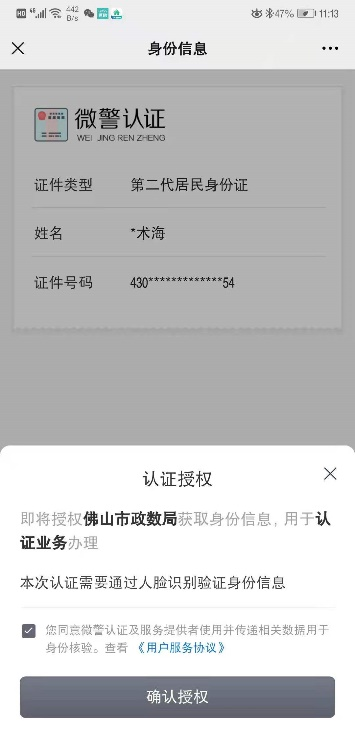 HD 4G 442 B/s 47% 11:13
身份信息
微警认证
WEI JING REN ZHENG
证件类型 第二代居民身份证
姓名 *术海
证件号码 430*************54
认证授权
即将授权佛山市政数局获取身份信息，用于认
证业务办理
本次认证需要通过人脸识别验证身份信息
您同意微警认证及服务提供者使用并传递相关数据用于
身份核验。查看《用户服务协议》
确认授权